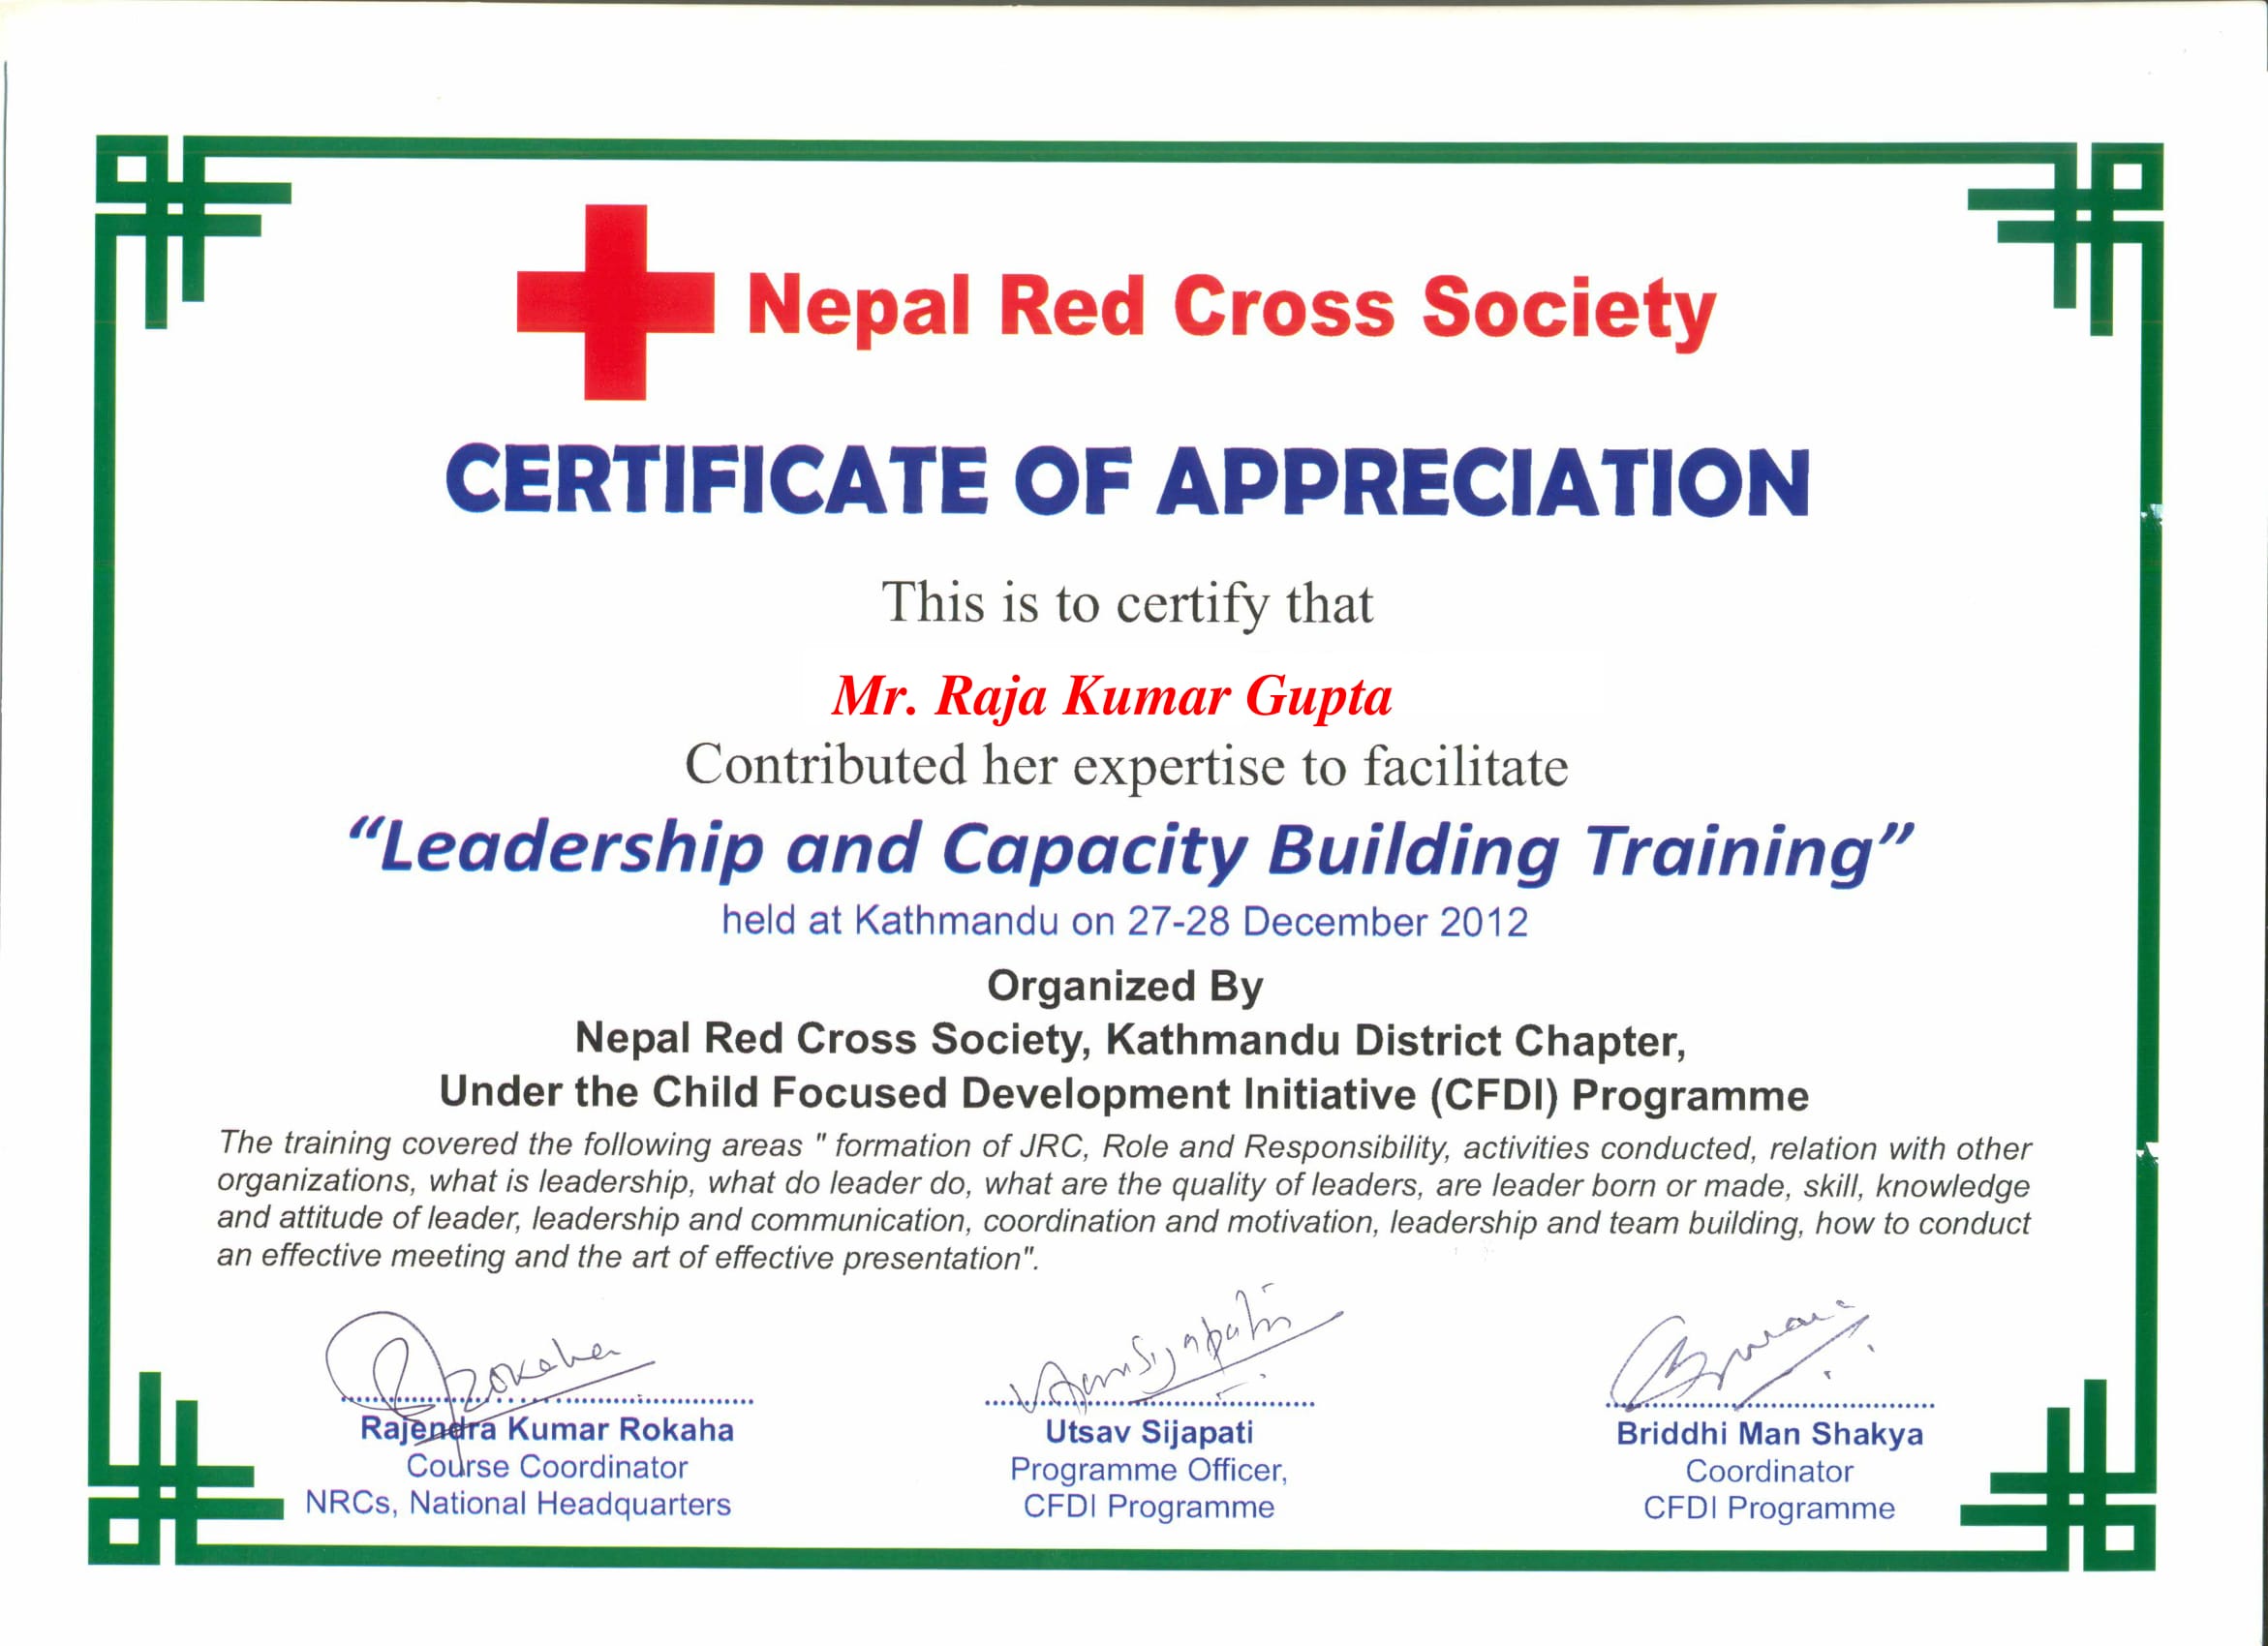 Nepal Red Cross Society
CERTIFICATE OF APPRECIATION
This is to certify that
Mr. Raja Kumar Gupta
Contributed her expertise to facilitate
“Leadership and Capacity Building Training”
held at Kathmandu on 27-28 December 2012
Organized By
Nepal Red Cross Society, Kathmandu District Chapter,
Under the Child Focused Development Initiative (CFDI) Programme
The training covered the following areas " formation of JRC, Role and Responsibility, activities conducted, relation with other
organizations, what is leadership, what do leader do, what are the quality of leaders, are leader born or made, skill, knowledge
and attitude of leader, leadership and communication, coordination and motivation, leadership and team building, how to conduct
an effective meeting and the art of effective presentation".
Rajendra Kumar Rokaha
Course Coordinator
NRCs, National Headquarters
Utsav Sijapati
Programme Officer,
CFDI Programme
Briddhi Man Shakya
Coordinator
CFDI Programme